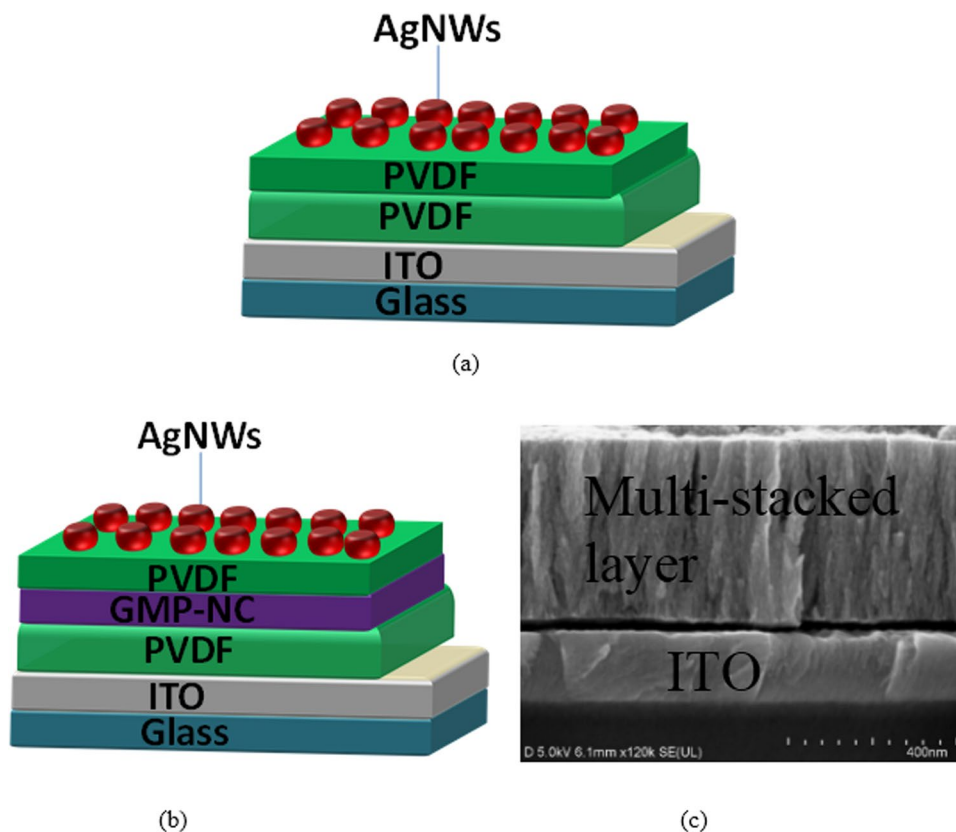 AgNWs
PVDF
PVDF
ITO
Glass
(a)
AgNWs
PVDF
GMP-NC
PVDF
ITO
Glass
(b)
Multi-stacked
layer
ITO
D 5.0kV 6.1mm x120k SE(UL)
400nm
(c)